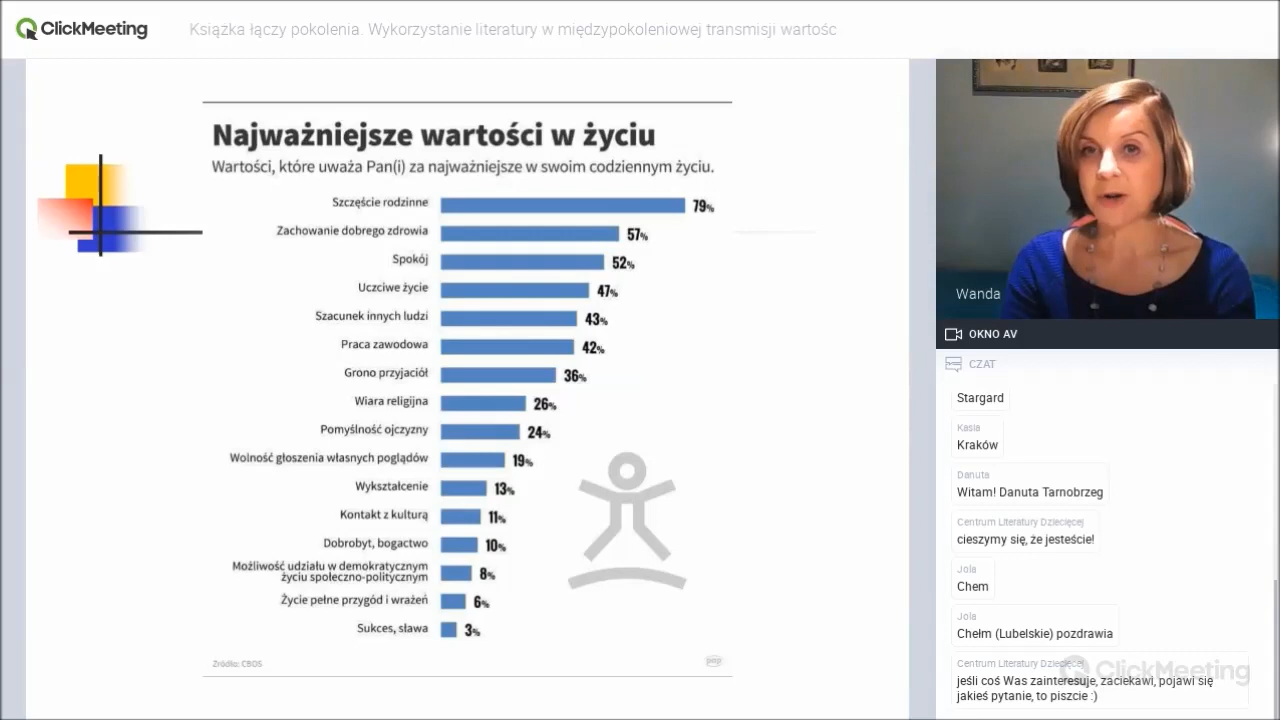 ClickMeeting
Książka łączy pokolenia. Wykorzystanie literatury w międzypokoleniowej transmisji wartośc
Najważniejsze wartości w życiu
Wartości, które uważa Pan(i) za najważniejsze w swoim codziennym życiu.
Szczęście rodzinne 79%
Zachowanie dobrego zdrowia 57%
Spokój 52%
Uczciwe życie 47%
Szacunek innych ludzi 43%
Praca zawodowa 42%
Grono przyjaciół 36%
Wiara religijna 26%
Pomyślność ojczyzny 24%
Wolność głoszenia własnych poglądów 19%
Wykształcenie 13%
Kontakt z kulturą 11%
Dobrobyt, bogactwo 10%
Możliwość udziału w demokratycznym
życiu społeczno-politycznym 8%
Życie pełne przygód i wrażeń 6%
Sukces, sława 3%
Źródło: CBOS
pap
Wanda
OKNO AV
CZAT
Stargard
Kasia
Kraków
Danuta
Witam! Danuta Tarnobrzeg
Centrum Literatury Dziecięcej
cieszymy się, że jesteście!
Jola
Chem
Jola
Chełm (Lubelskie) pozdrawia
Centrum Literatury Dziecięcej
jeśli coś Was zainteresuje, zaciekawi, pojawi się
jakieś pytanie, to piszcie :)
ClickMeeting